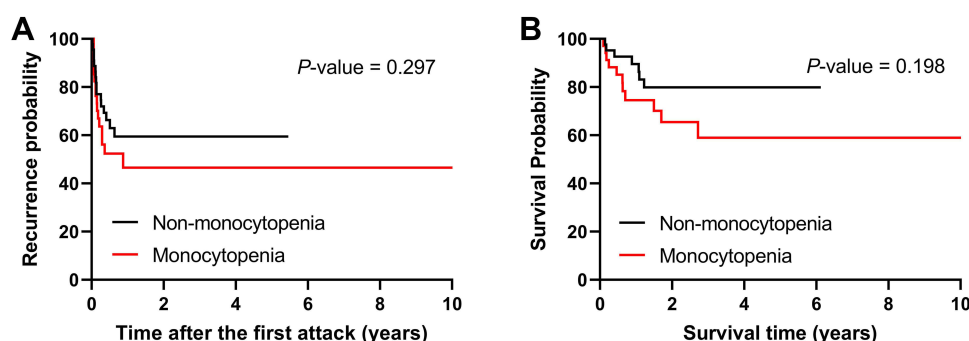 A
Recurrence probability
100
80
60
40
20
0
P-value = 0.297
Non-monocytopenia
Monocytopenia
0 2 4 6 8 10
Time after the first attack (years)
B
Survival Probability
100
80
60
40
20
0
P-value = 0.198
Non-monocytopenia
Monocytopenia
0 2 4 6 8 10
Survival time (years)